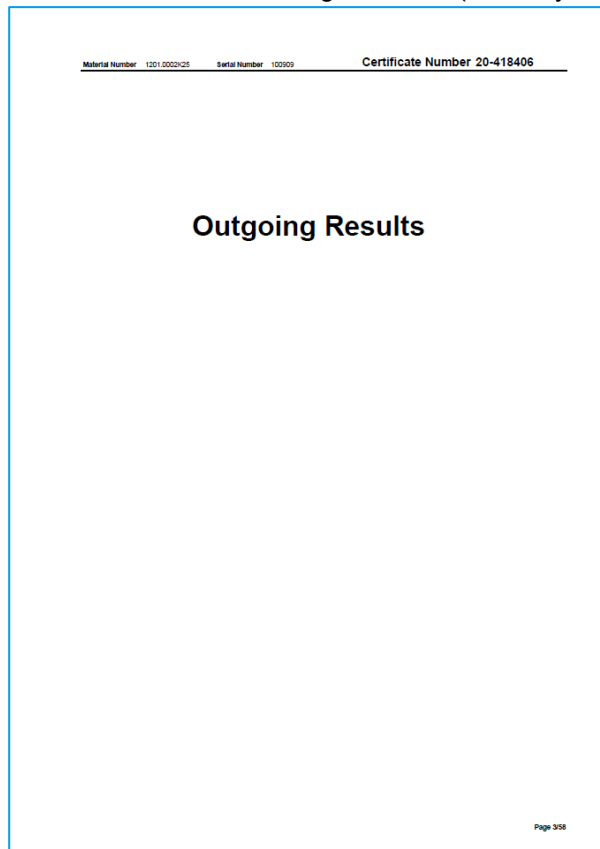 Material Number 1201.0002K25 Serial Number 100909 Certificate Number 20-418406
Outgoing Results
Page 3/58